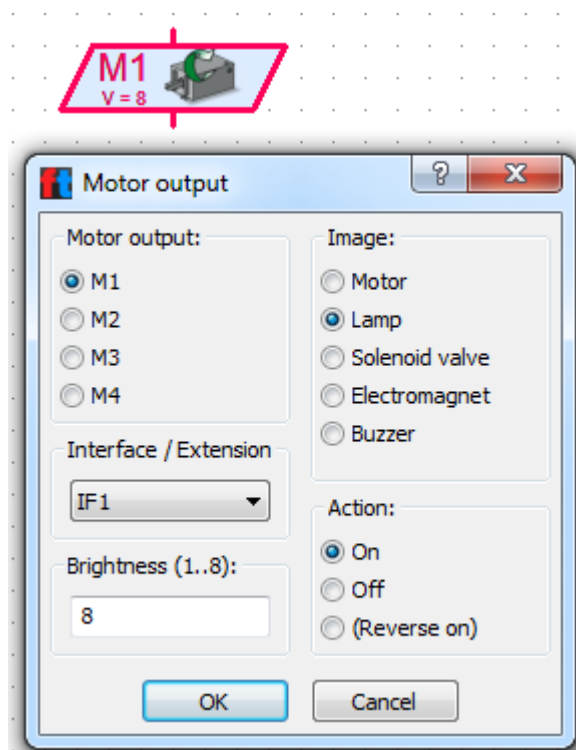 M1
V = 8
ft Motor output
?
X
Motor output:
M1
M2
M3
M4
Interface / Extension
IF1
Brightness (1..8):
8
Image:
Motor
Lamp
Solenoid valve
Electromagnet
Buzzer
Action:
On
Off
(Reverse on)
OK
Cancel